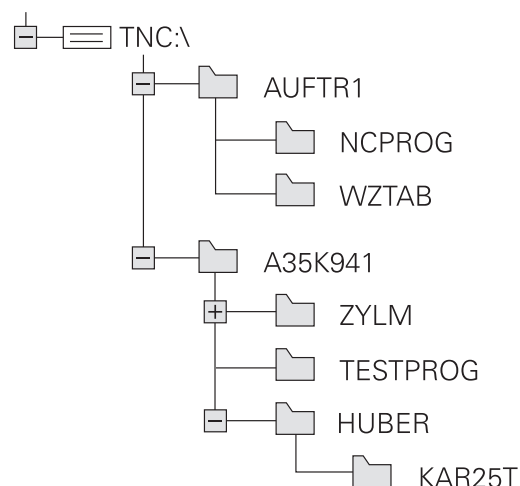 TNC:\
AUFTR1
NCPROG
WZTAB
A35K941
ZYLM
TESTPROG
HUBER
KAR25T